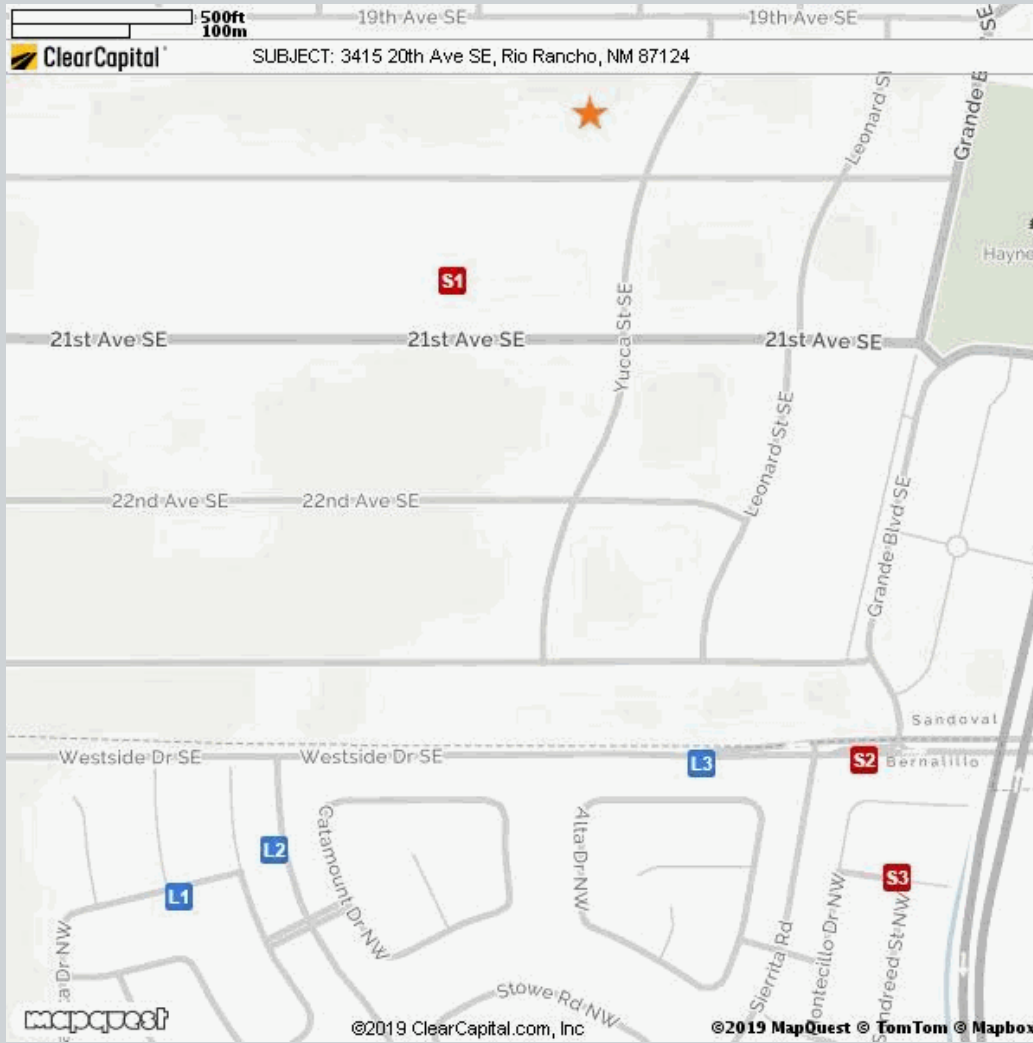 500ft
100m
19th Ave SE
19th Ave SE
ClearCapital
SUBJECT: 3415 20th Ave SE, Rio Rancho, NM 87124
Leonard St
Grande B
SE
Hayne
S1
21st Ave SE
21st Ave SE
21st Ave SE
Yucca St SE
Leonard St SE
22nd Ave SE
22nd Ave SE
Grande Blvd SE
Sandoval
Westside Dr SE
Westside Dr SE
L3
S2
Bernalillo
L2
Catamount Dr NW
Alta Dr NW
L1
S3
a Dr NW
Sierrita Rd
ontecillo Dr NW
ndreed St NW
Stowe Rd NW
mapquest
©2019 ClearCapital.com, Inc
©2019 MapQuest © TomTom © Mapbox